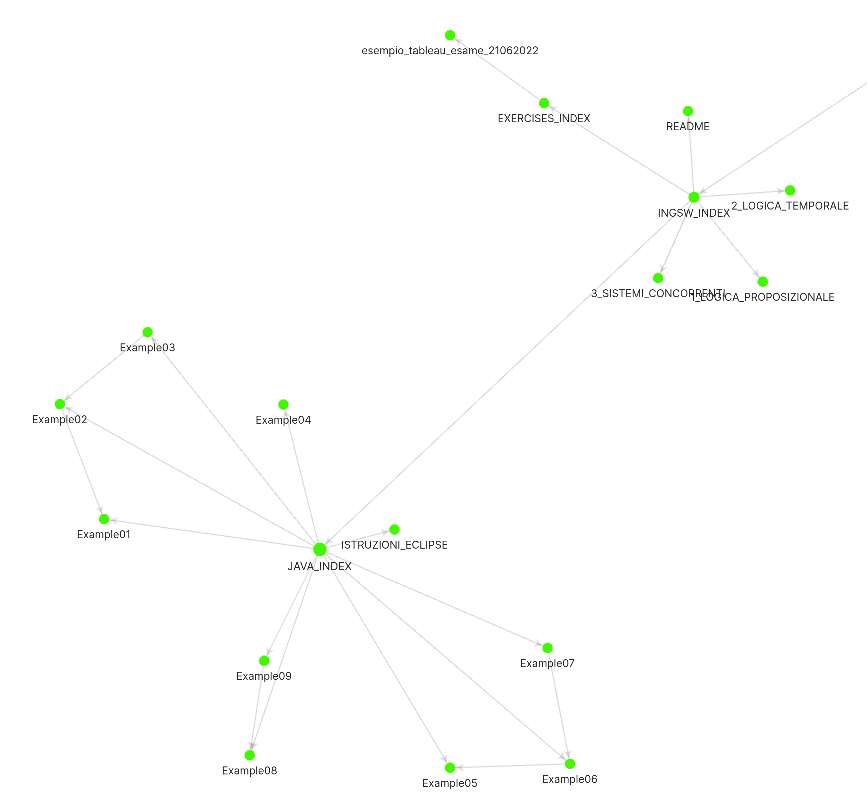 esempio_tableau_esame_21062022
EXERCISES_INDEX
README
2_LOGICA_TEMPORALE
INGSW_INDEX
3_SISTEMI_CONCORRENTI
1_LOGICA_PROPOSIZIONALE
Example03
Example02
Example04
Example01
ISTRUZIONI_ECLIPSE
JAVA_INDEX
Example07
Example09
Example08
Example06
Example05